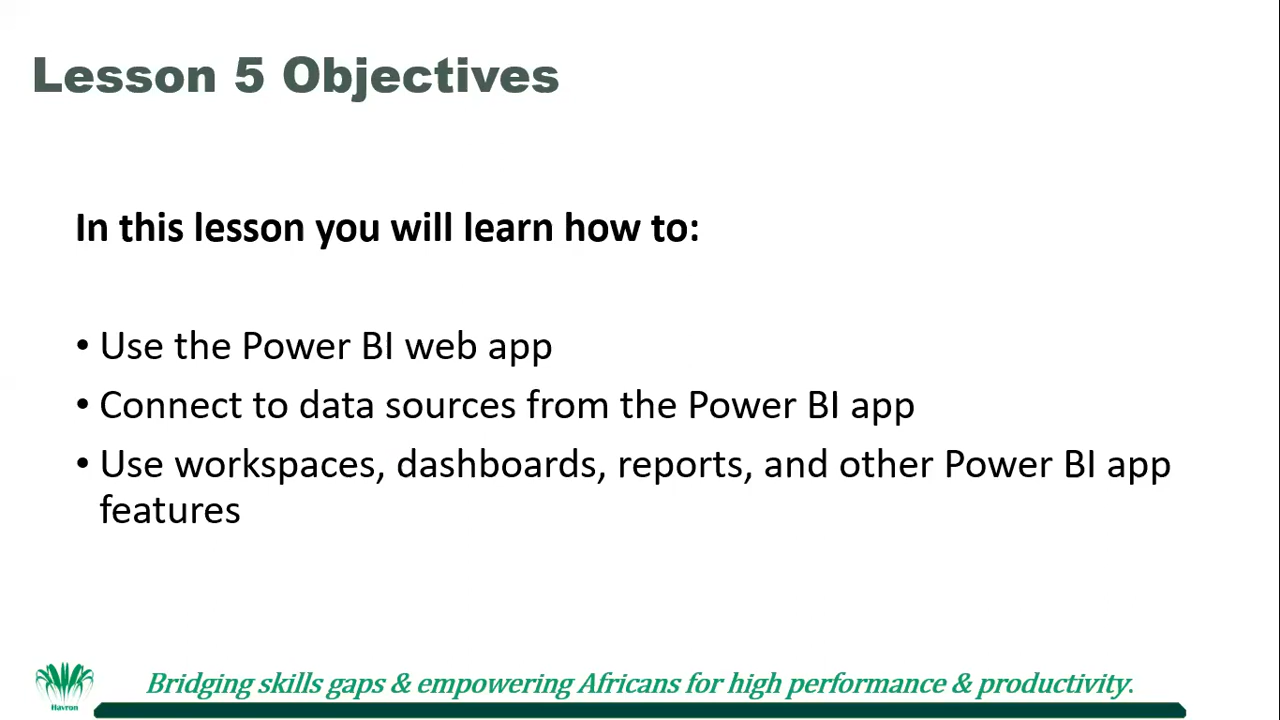 Lesson 5 Objectives
In this lesson you will learn how to:
• Use the Power BI web app
• Connect to data sources from the Power BI app
• Use workspaces, dashboards, reports, and other Power BI app
features
Bridging skills gaps & empowering Africans for high performance & productivity.
Havron